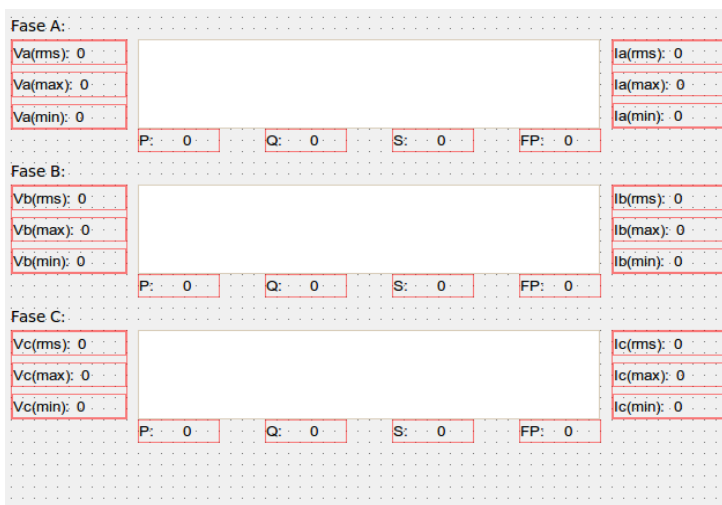 Fase A:
Va(rms): 0
Va(max): 0
Va(min): 0
Ia(rms): 0
Ia(max): 0
Ia(min): 0
P: 0 Q: 0 S: 0 FP: 0
Fase B:
Vb(rms): 0
Vb(max): 0
Vb(min): 0
Ib(rms): 0
Ib(max): 0
Ib(min): 0
P: 0 Q: 0 S: 0 FP: 0
Fase C:
Vc(rms): 0
Vc(max): 0
Vc(min): 0
Ic(rms): 0
Ic(max): 0
Ic(min): 0
P: 0 Q: 0 S: 0 FP: 0